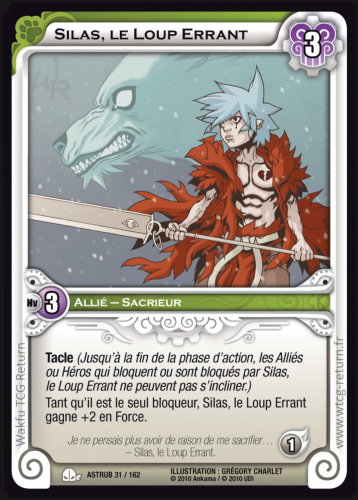 Silas, le Loup Errant
3
WR
Nv 3
Allié – Sacrieur
Tacle (Jusqu'à la fin de la phase d'action, les Alliés
ou Héros qui bloquent ou sont bloqués par Silas,
le Loup Errant ne peuvent pas s'incliner.)
Tant qu'il est le seul bloqueur, Silas, le Loup Errant
gagne +2 en Force.
Je ne pensais plus avoir de raison de me sacrifier…
– Silas, le Loup Errant.
1
ASTRUB 31 / 162
ILLUSTRATION : GRÉGORY CHARLET
© 2010 Ankama / © 2010 UDI
Wakfu TCG Return
www.wtcg-return.fr